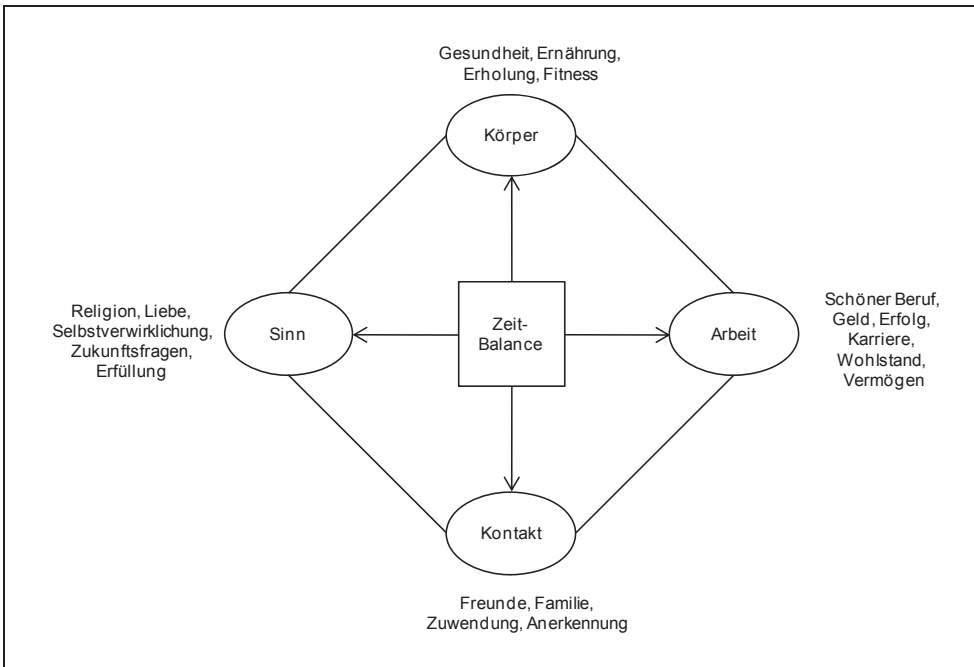 Gesundheit, Ernährung,
Erholung, Fitness
Körper
Religion, Liebe,
Selbstverwirklichung,
Zukunftsfragen,
Erfüllung
Sinn
Zeit-
Balance
Arbeit
Schöner Beruf,
Geld, Erfolg,
Karriere,
Wohlstand,
Vermögen
Kontakt
Freunde, Familie,
Zuwendung, Anerkennung